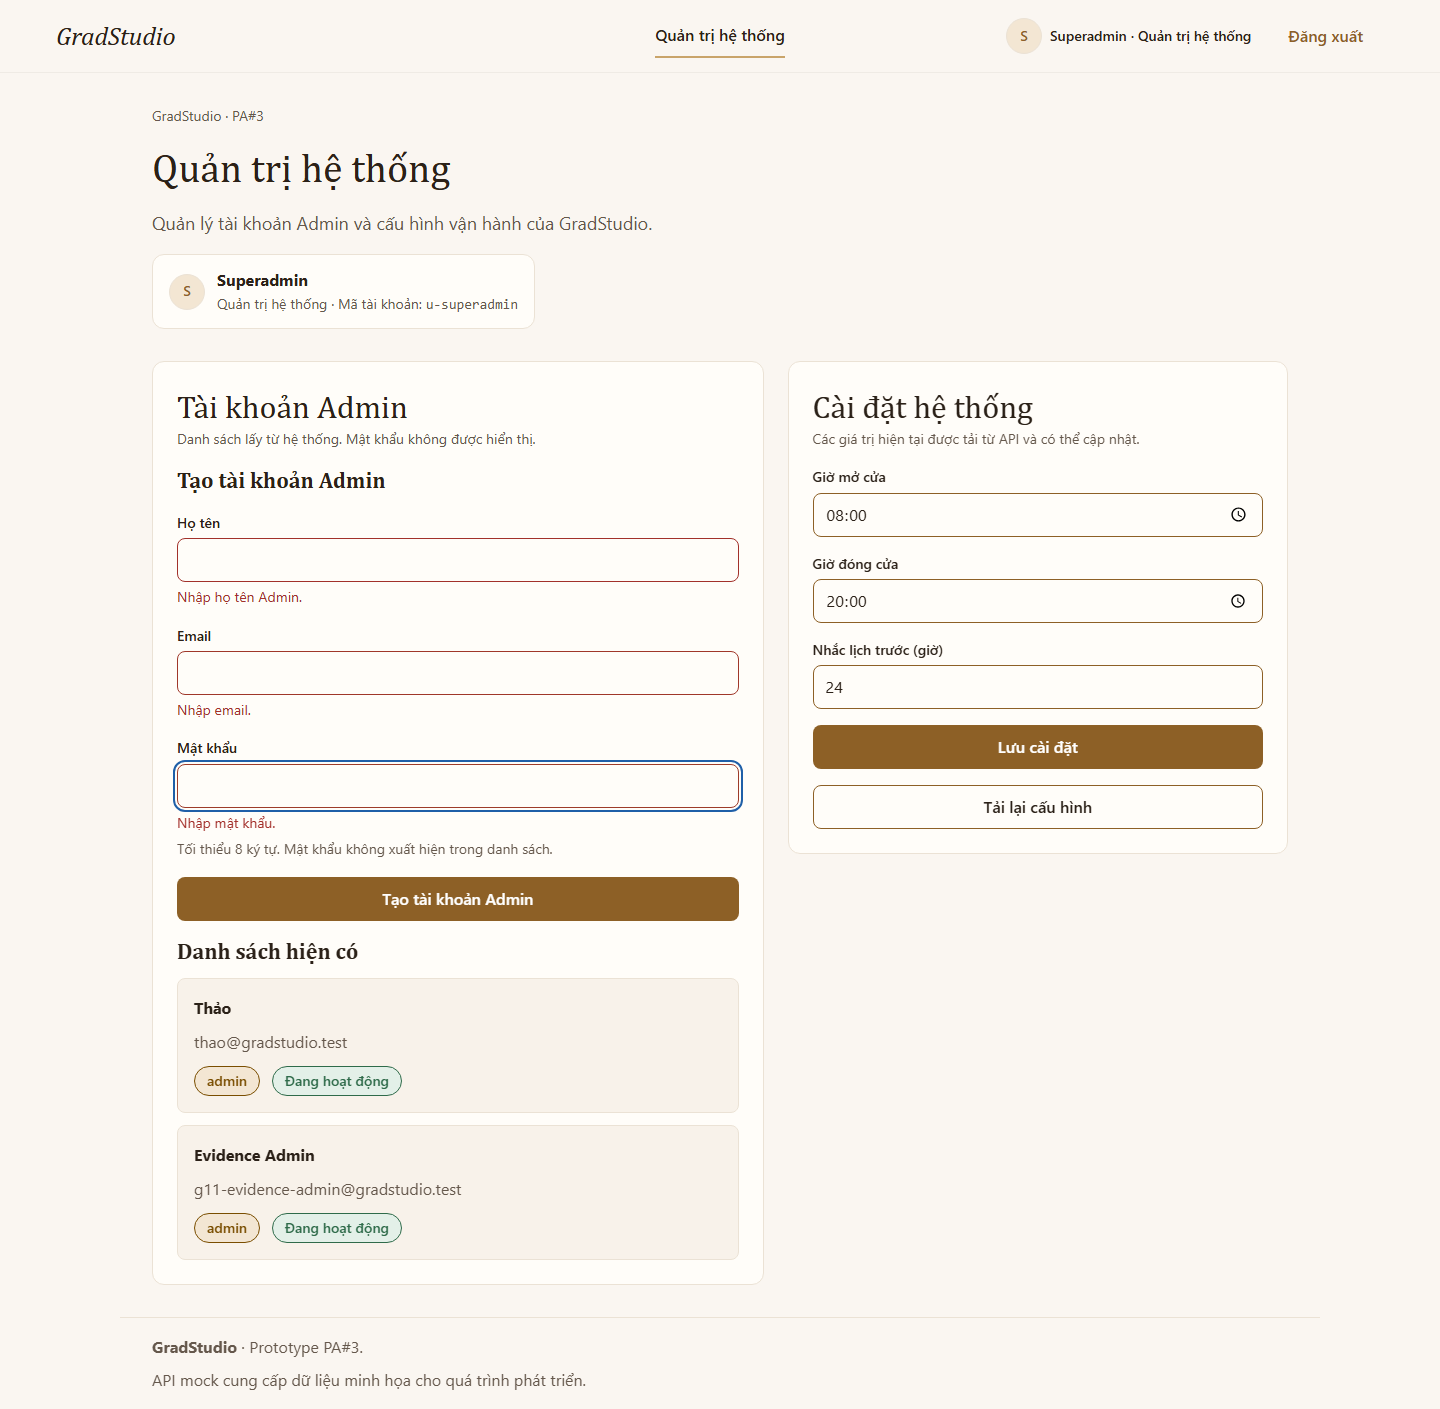 GradStudio
Quản trị hệ thống
S
Superadmin · Quản trị hệ thống
Đăng xuất
GradStudio · PA#3
Quản trị hệ thống
Quản lý tài khoản Admin và cấu hình vận hành của GradStudio.
S
Superadmin
Quản trị hệ thống · Mã tài khoản: u-superadmin
Tài khoản Admin
Danh sách lấy từ hệ thống. Mật khẩu không được hiển thị.
Tạo tài khoản Admin
Họ tên
Nhập họ tên Admin.
Email
Nhập email.
Mật khẩu
Nhập mật khẩu.
Tối thiểu 8 ký tự. Mật khẩu không xuất hiện trong danh sách.
Tạo tài khoản Admin
Danh sách hiện có
Thảo
thao@gradstudio.test
admin
Đang hoạt động
Evidence Admin
g11-evidence-admin@gradstudio.test
admin
Đang hoạt động
Cài đặt hệ thống
Các giá trị hiện tại được tải từ API và có thể cập nhật.
Giờ mở cửa
08:00
Giờ đóng cửa
20:00
Nhắc lịch trước (giờ)
24
Lưu cài đặt
Tải lại cấu hình
GradStudio · Prototype PA#3.
API mock cung cấp dữ liệu minh họa cho quá trình phát triển.